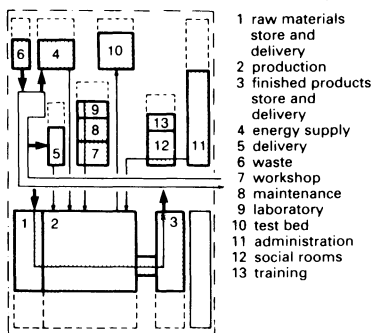 6
4
10
9
8
7
5
13
12
11
1
2
3
1 raw materials
store and
delivery
2 production
3 finished products
store and
delivery
4 energy supply
5 delivery
6 waste
7 workshop
8 maintenance
9 laboratory
10 test bed
11 administration
12 social rooms
13 training